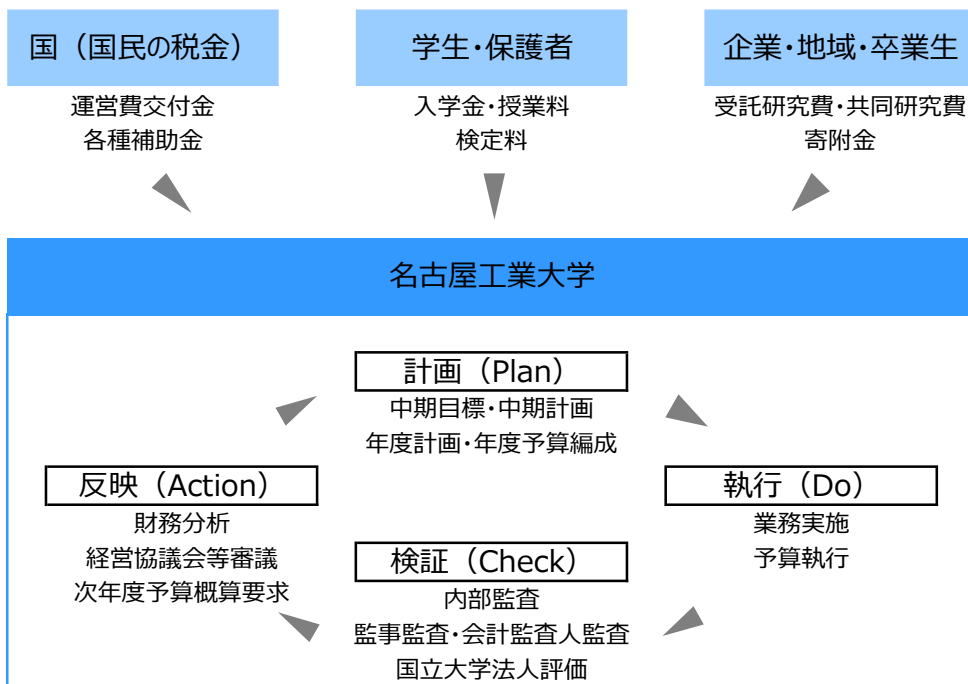 国（国民の税金）
学生・保護者
企業・地域・卒業生
運営費交付金
各種補助金
入学金・授業料
検定料
受託研究費・共同研究費
寄附金
名古屋工業大学
計画（Plan）
中期目標・中期計画
年度計画・年度予算編成
反映（Action）
財務分析
経営協議会等審議
次年度予算概算要求
執行（Do）
業務実施
予算執行
検証（Check）
内部監査
監事監査・会計監査人監査
国立大学法人評価